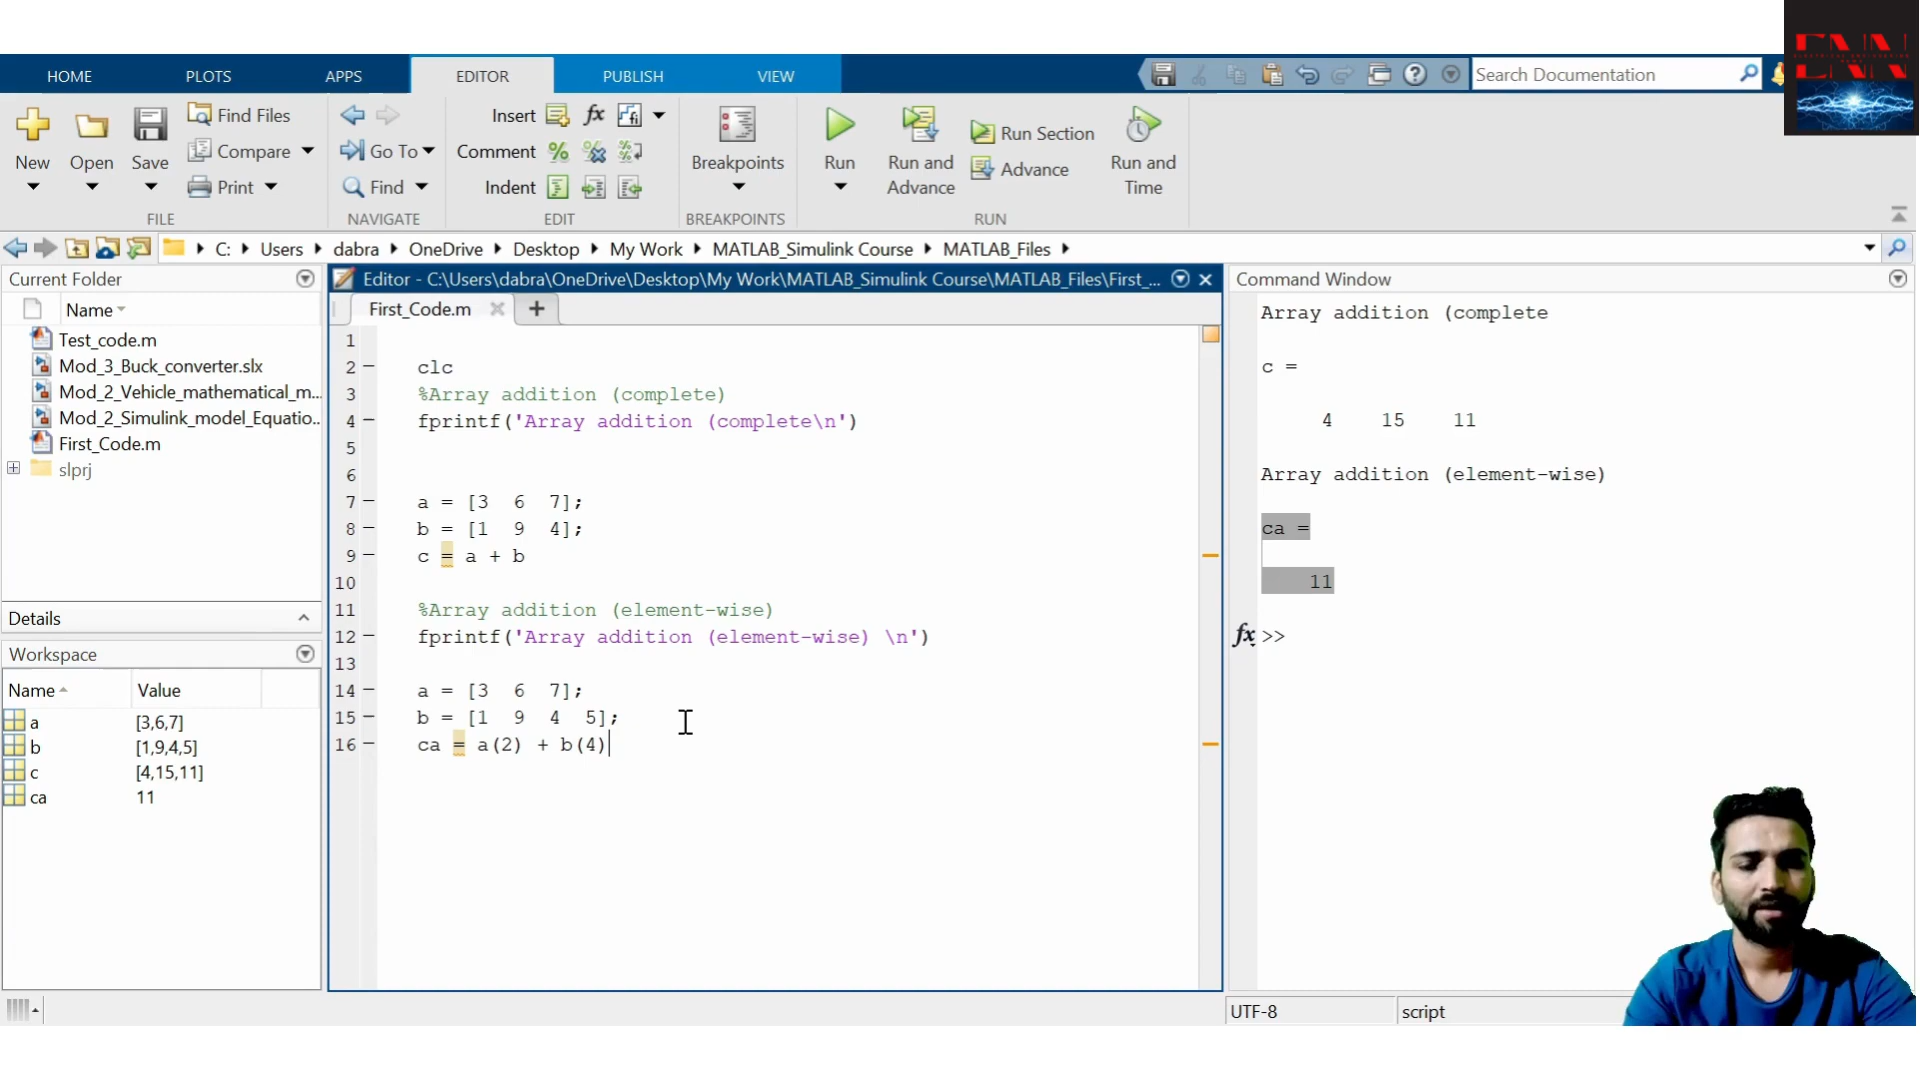 ENN
HOME PLOTS APPS EDITOR PUBLISH VIEW
Search Documentation
New Open Save Find Files Compare Print
FILE
Go To Find
NAVIGATE
Insert fx
Comment
Indent
EDIT
Breakpoints
BREAKPOINTS
Run Run and Advance Run Section Advance Run and Time
RUN
C: Users dabra OneDrive Desktop My Work MATLAB_Simulink Course MATLAB_Files
Current Folder
Name
Test_code.m
Mod_3_Buck_converter.slx
Mod_2_Vehicle_mathematical_m...
Mod_2_Simulink_model_Equatio...
First_Code.m
slprj
Details
Workspace
Name Value
a [3,6,7]
b [1,9,4,5]
c [4,15,11]
ca 11
Editor - C:\Users\dabra\OneDrive\Desktop\My Work\MATLAB_Simulink Course\MATLAB_Files\First_...
First_Code.m
1
2 clc
3 %Array addition (complete)
4 fprintf('Array addition (complete\n')
5
6
7 a = [3 6 7];
8 b = [1 9 4];
9 c = a + b
10
11 %Array addition (element-wise)
12 fprintf('Array addition (element-wise) \n')
13
14 a = [3 6 7];
15 b = [1 9 4 5];
16 ca = a(2) + b(4)
Command Window
Array addition (complete
c =
4 15 11
Array addition (element-wise)
ca =
11
fx >>
UTF-8 script